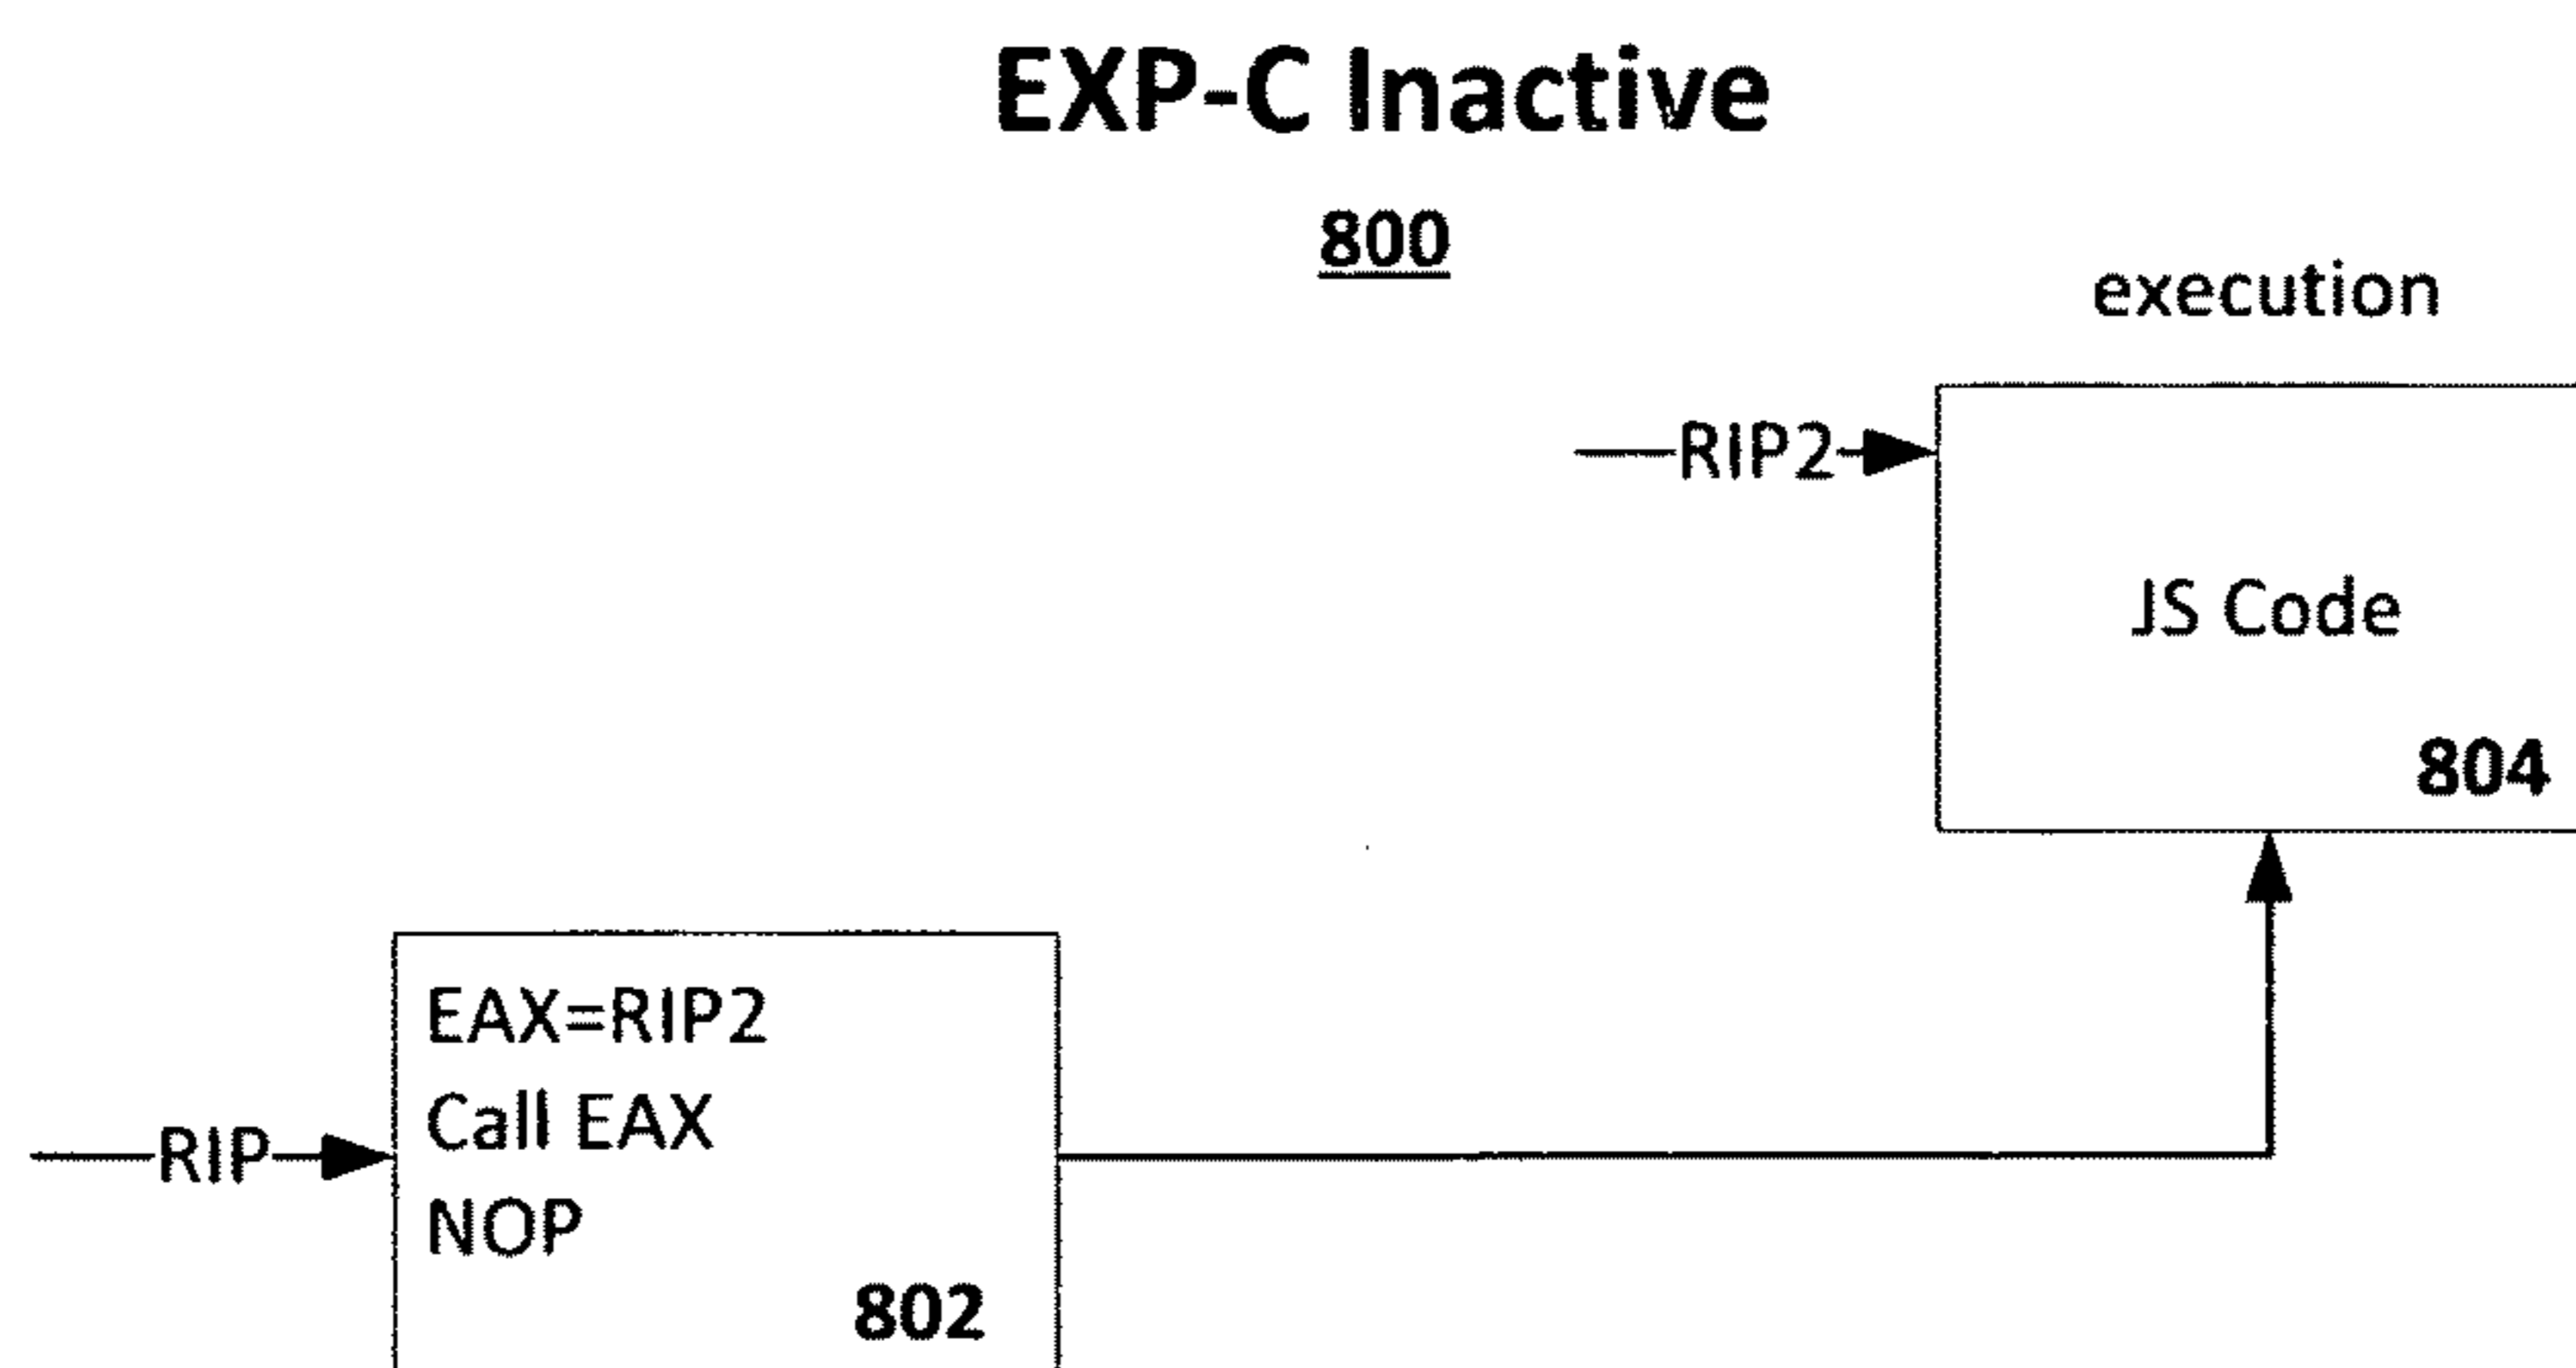 EXP-C Inactive
800
execution
RIP2
JS Code
804
EAX=RIP2
Call EAX
RIP
NOP
802